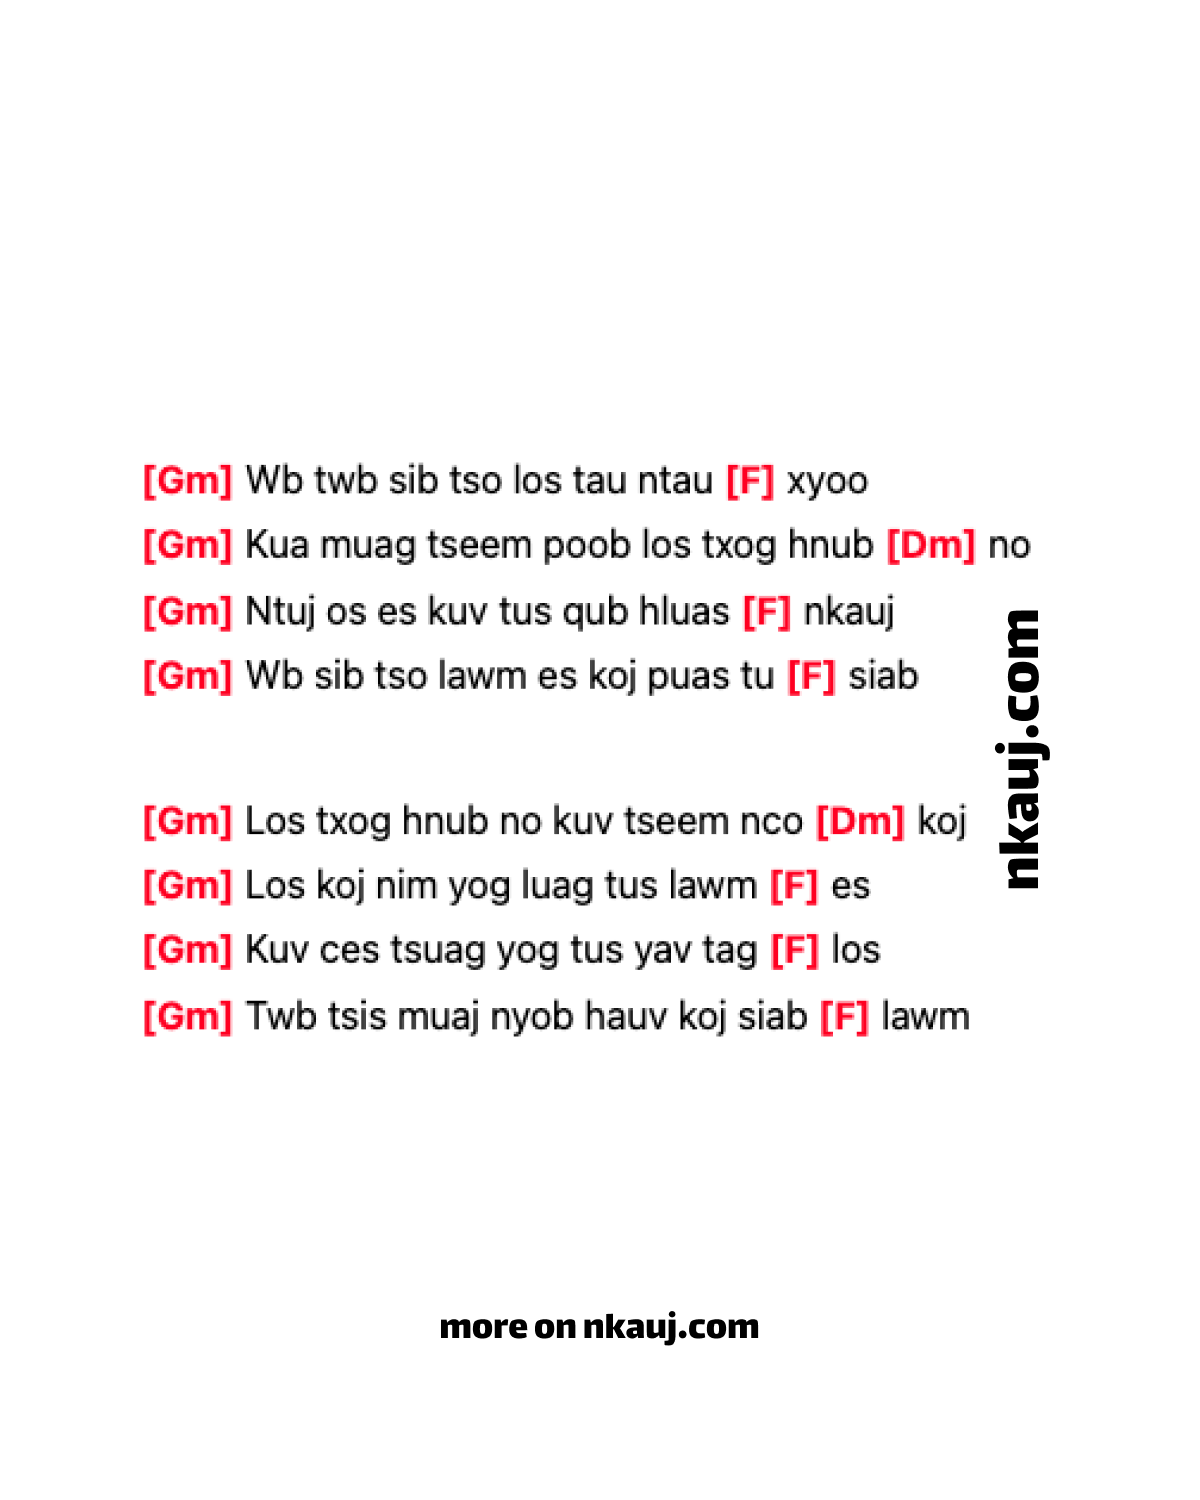 [Gm] Wb twb sib tso los tau ntau [F] xyoo
[Gm] Kua muag tseem poob los txog hnub [Dm] no
[Gm] Ntuj os es kuv tus qub hluas [F] nkauj
[Gm] Wb sib tso lawm es koj puas tu [F] siab
[Gm] Los txog hnub no kuv tseem nco [Dm] koj
[Gm] Los koj nim yog luag tus lawm [F] es
[Gm] Kuv ces tsuag yog tus yav tag [F] los
[Gm] Twb tsis muaj nyob hauv koj siab [F] lawm
nkauj.com
more on nkauj.com